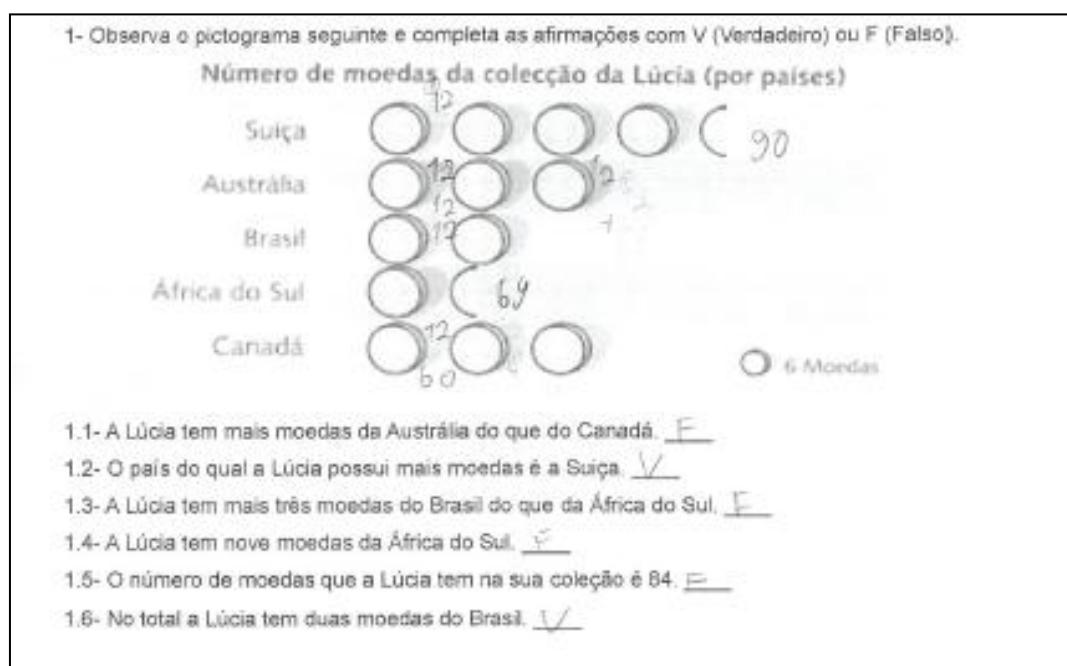 1- Observa o pictograma seguinte e completa as afirmações com V (Verdadeiro) ou F (Falso).
Número de moedas da colecção da Lúcia (por países)
12
Suiça
90
Austrália 12 12
12
Brasil 12
África do Sul 69
Canadá 12
60
6 Moedas
1.1- A Lúcia tem mais moedas da Austrália do que do Canadá. F
1.2- O país do qual a Lúcia possui mais moedas é a Suiça. V
1.3- A Lúcia tem mais três moedas do Brasil do que da África do Sul. F
1.4- A Lúcia tem nove moedas da África do Sul. F
1.5- O número de moedas que a Lúcia tem na sua coleção é 84. F
1.6- No total a Lúcia tem duas moedas do Brasil. V